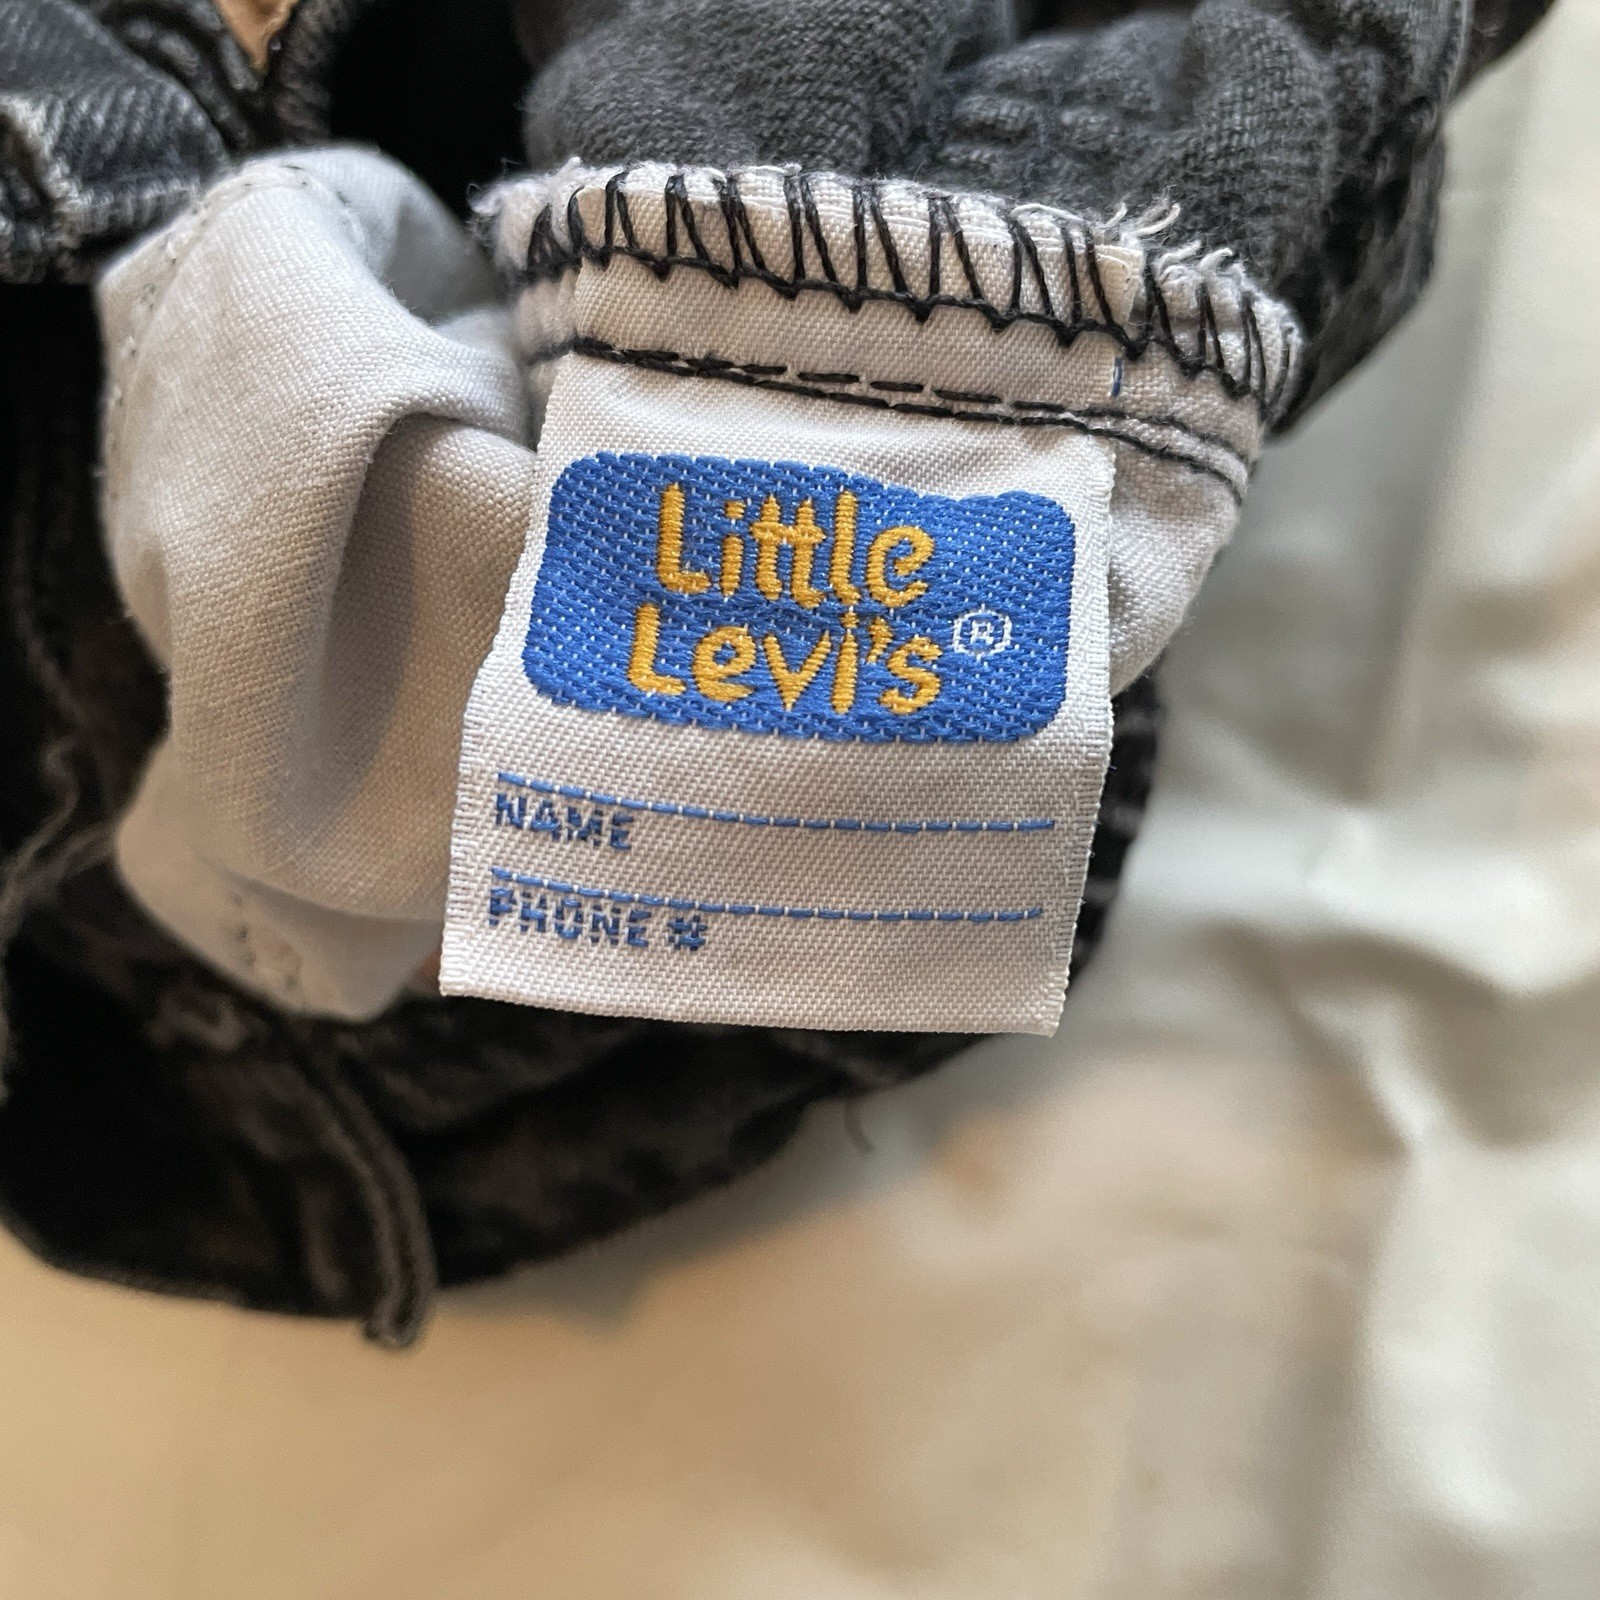 Little
Levi's ®
NAME
PHONE #